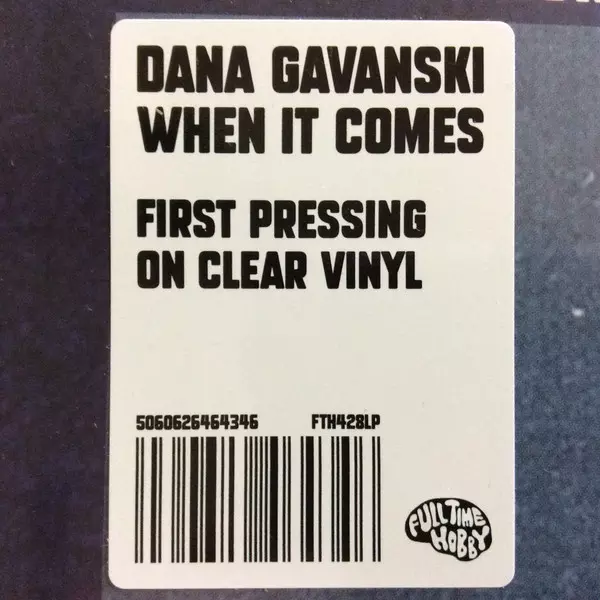 DANA GAVANSKI
WHEN IT COMES
FIRST PRESSING
ON CLEAR VINYL
5060626464346 FTH428LP
FULL TIME
HOBBY